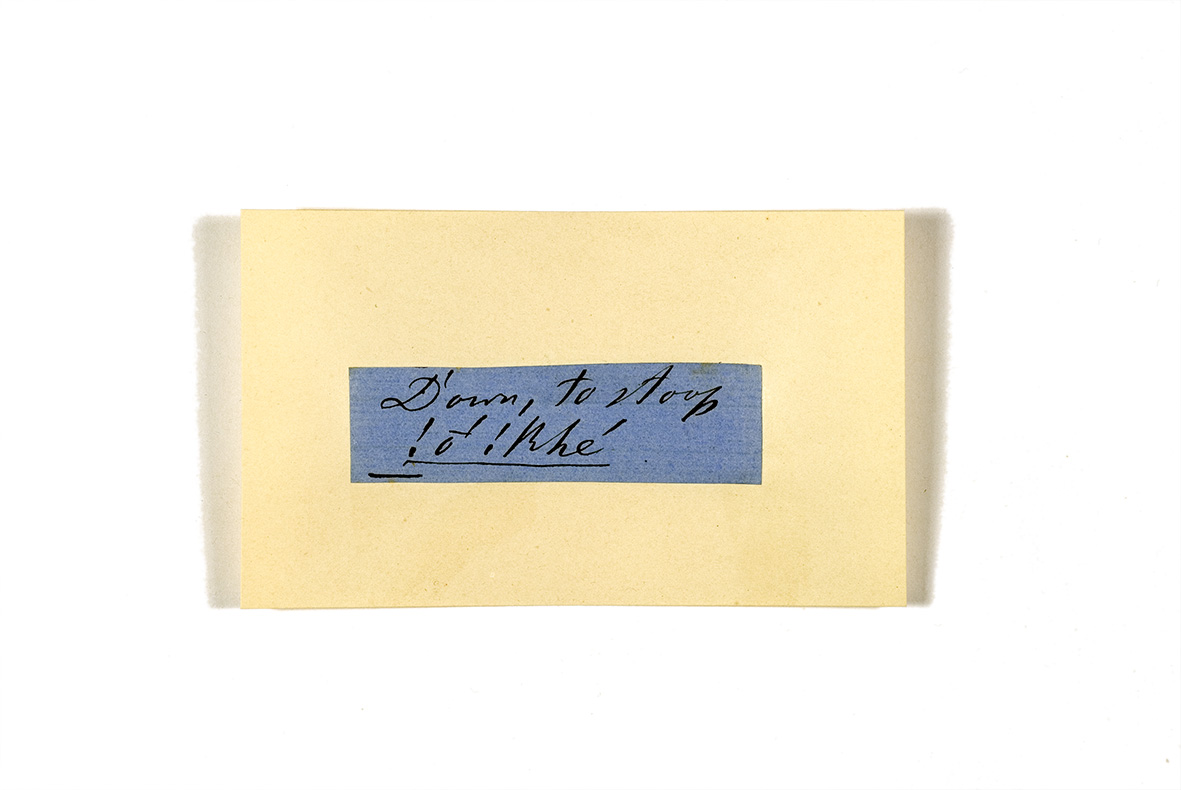 Down, to stoop
!ó !khé